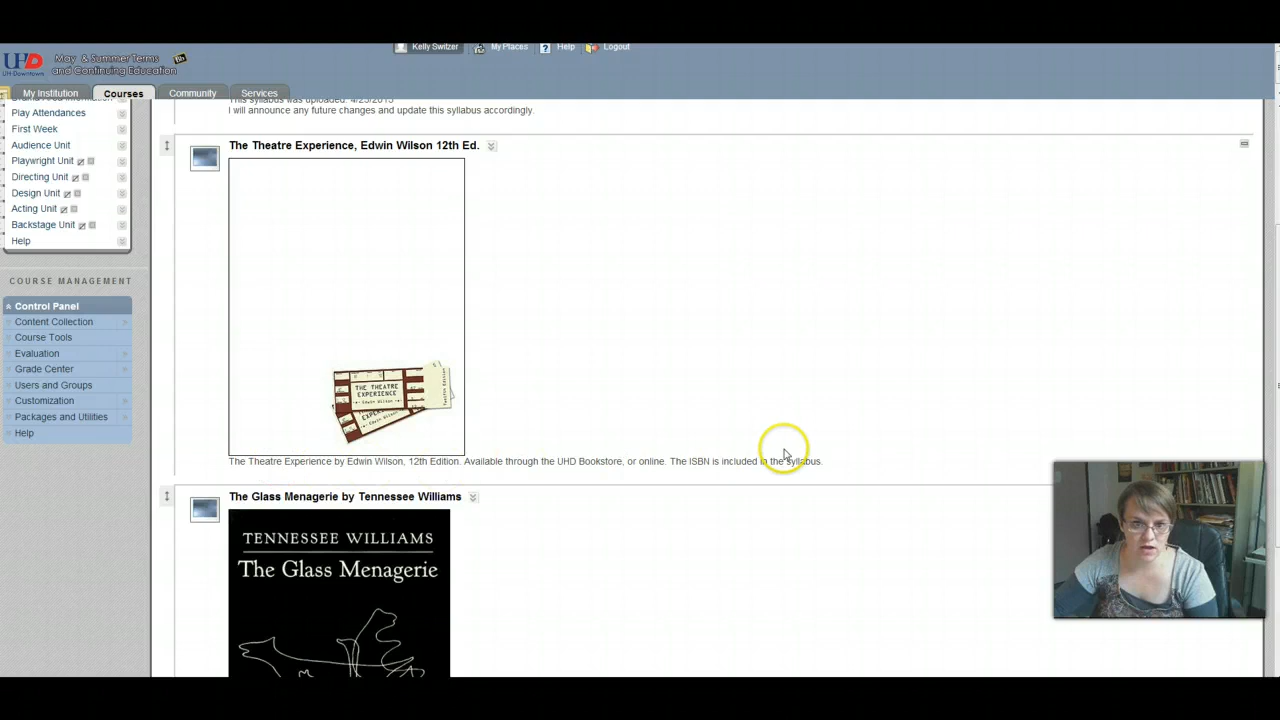 Kelly Switzer
My Places
Help
Logout
UHD
UH-Downtown
May & Summer Terms
and Continuing Education
Bb
My Institution
Courses
Community
Services
Play Attendances
First Week
Audience Unit
Playwright Unit
Directing Unit
Design Unit
Acting Unit
Backstage Unit
Help
COURSE MANAGEMENT
Control Panel
Content Collection
Course Tools
Evaluation
Grade Center
Users and Groups
Customization
Packages and Utilities
Help
I will announce any future changes and update this syllabus accordingly.
The Theatre Experience, Edwin Wilson 12th Ed.
THE THEATRE
EXPERIENCE
Edwin Wilson
The Theatre Experience by Edwin Wilson, 12th Edition. Available through the UHD Bookstore, or online. The ISBN is included in the syllabus.
The Glass Menagerie by Tennessee Williams
TENNESSEE WILLIAMS
The Glass Menagerie